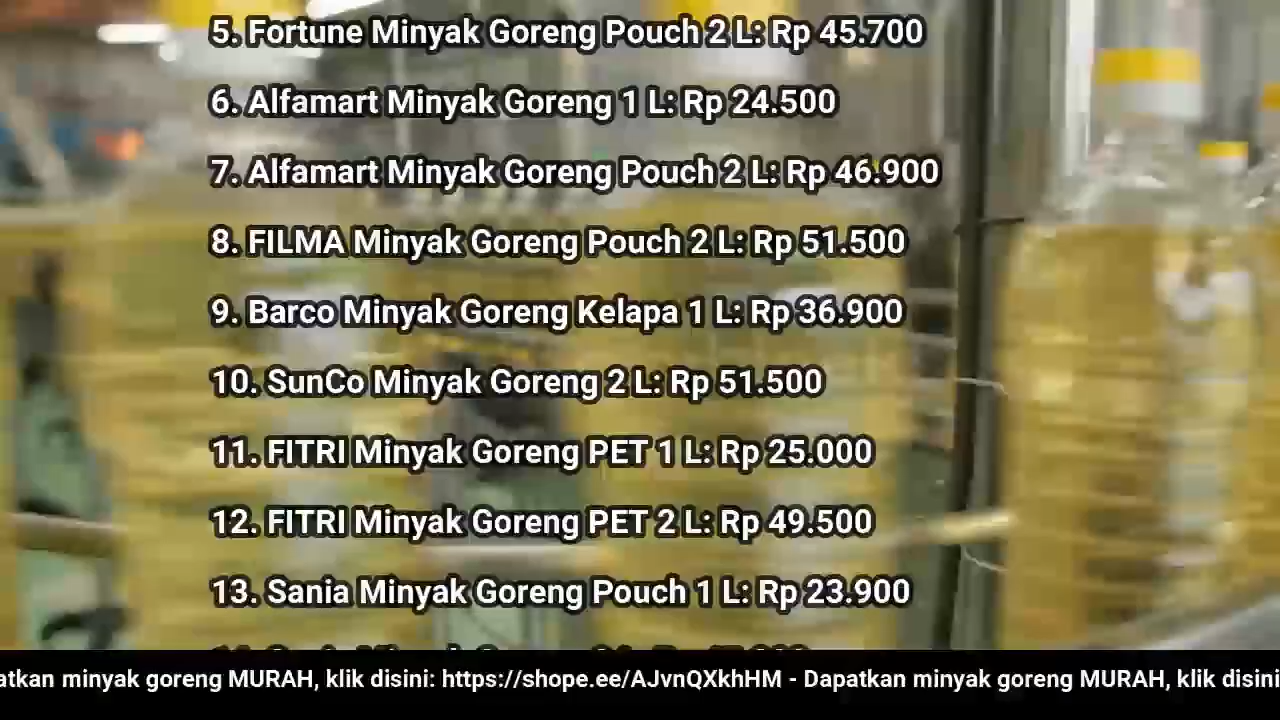 5. Fortune Minyak Goreng Pouch 2 L: Rp 45.700
6. Alfamart Minyak Goreng 1 L: Rp 24.500
7. Alfamart Minyak Goreng Pouch 2 L: Rp 46.900
8. FILMA Minyak Goreng Pouch 2 L: Rp 51.500
9. Barco Minyak Goreng Kelapa 1 L: Rp 36.900
10. SunCo Minyak Goreng 2 L: Rp 51.500
11. FITRI Minyak Goreng PET 1 L: Rp 25.000
12. FITRI Minyak Goreng PET 2 L: Rp 49.500
13. Sania Minyak Goreng Pouch 1 L: Rp 23.900
atkan minyak goreng MURAH, klik disini: https://shope.ee/AJvnQXkhHM - Dapatkan minyak goreng MURAH, klik disini